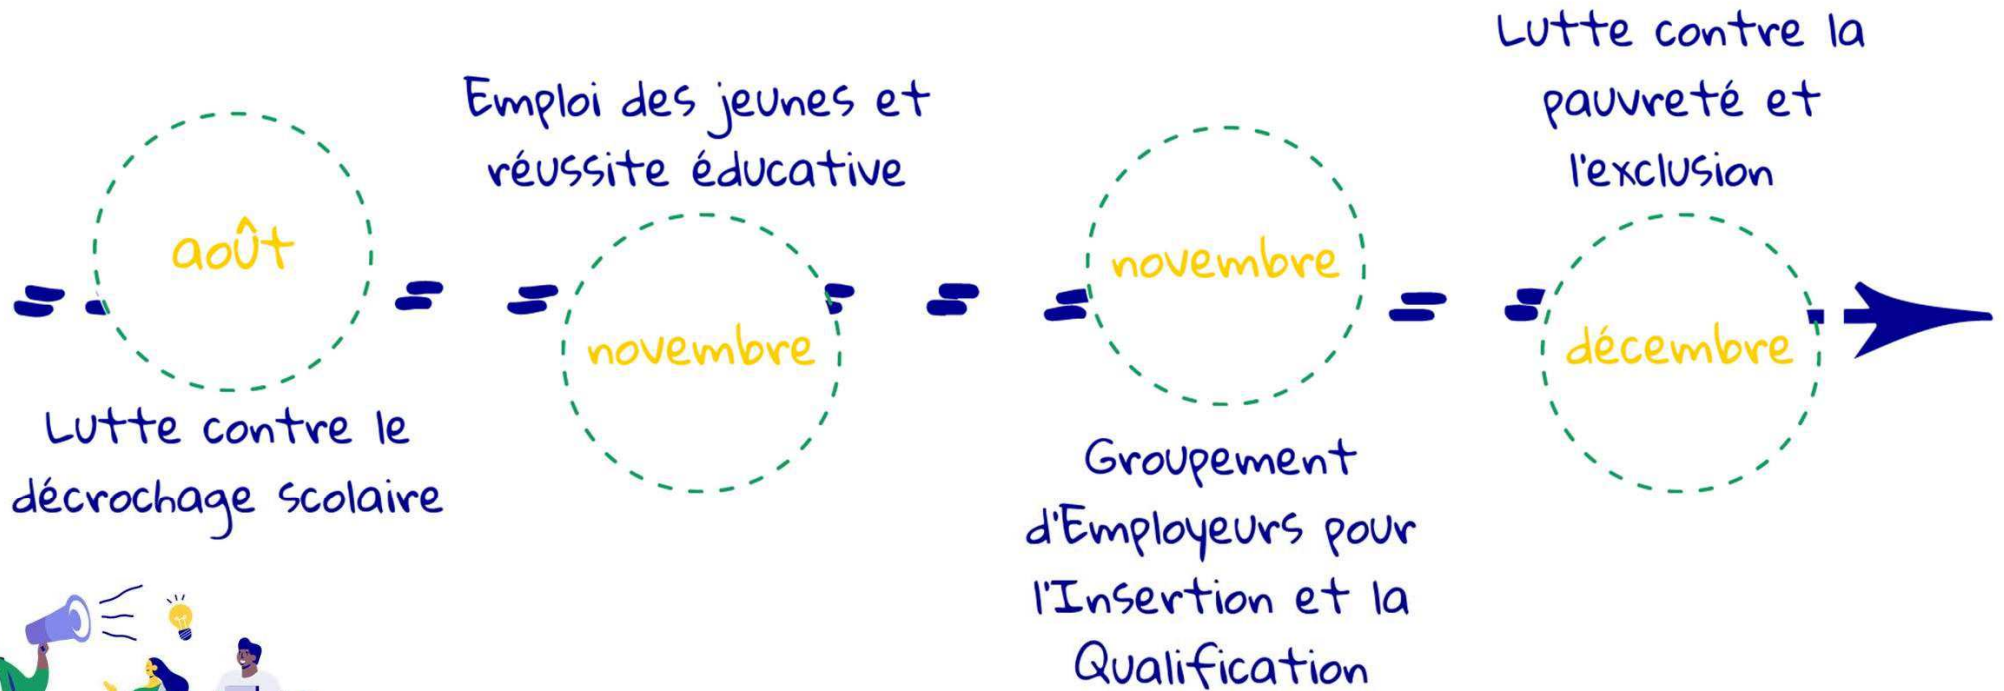 août
Lutte contre le
décrochage scolaire
Emploi des jeunes et
réussite éducative
novembre
novembre
Groupement
d'Employeurs pour
l'Insertion et la
Qualification
Lutte contre la
pauvreté et
l'exclusion
décembre